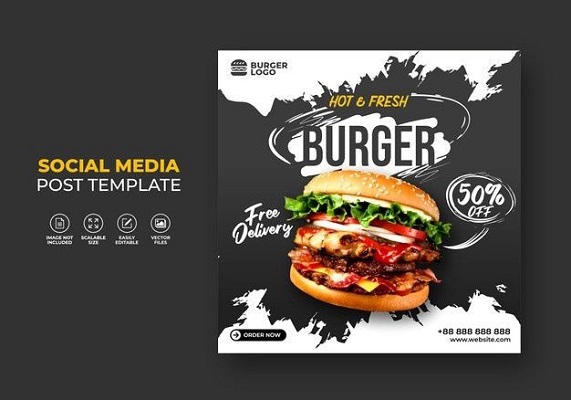 SOCIAL MEDIA
POST TEMPLATE
IMAGE NOT
INCLUDED
SCALABLE
SIZE
EASILY
EDITABLE
VECTOR
FILES
BURGER
LOGO
HOT & FRESH
BURGER
50%
OFF
Free
Delivery
ORDER NOW
+88 888 888 888
www.website.com